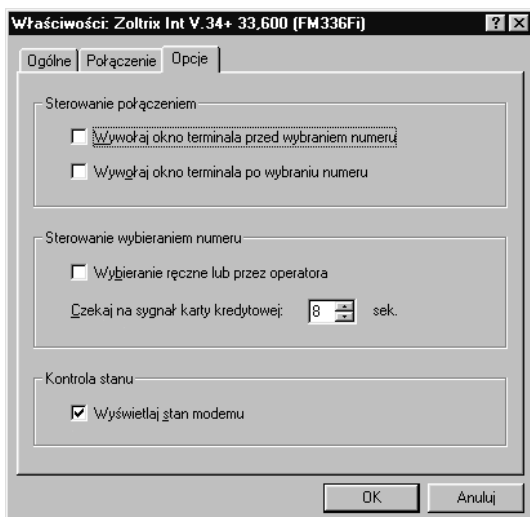 Właściwości: Zoltrix Int V.34+ 33,600 (FM336Fi)
Ogólne Połączenie Opcje
Sterowanie połączeniem
Wywołaj okno terminala przed wybraniem numeru
Wywołaj okno terminala po wybraniu numeru
Sterowanie wybieraniem numeru
Wybieranie ręczne lub przez operatora
Czekaj na sygnał karty kredytowej: 8 sek.
Kontrola stanu
Wyświetlaj stan modemu
OK Anuluj